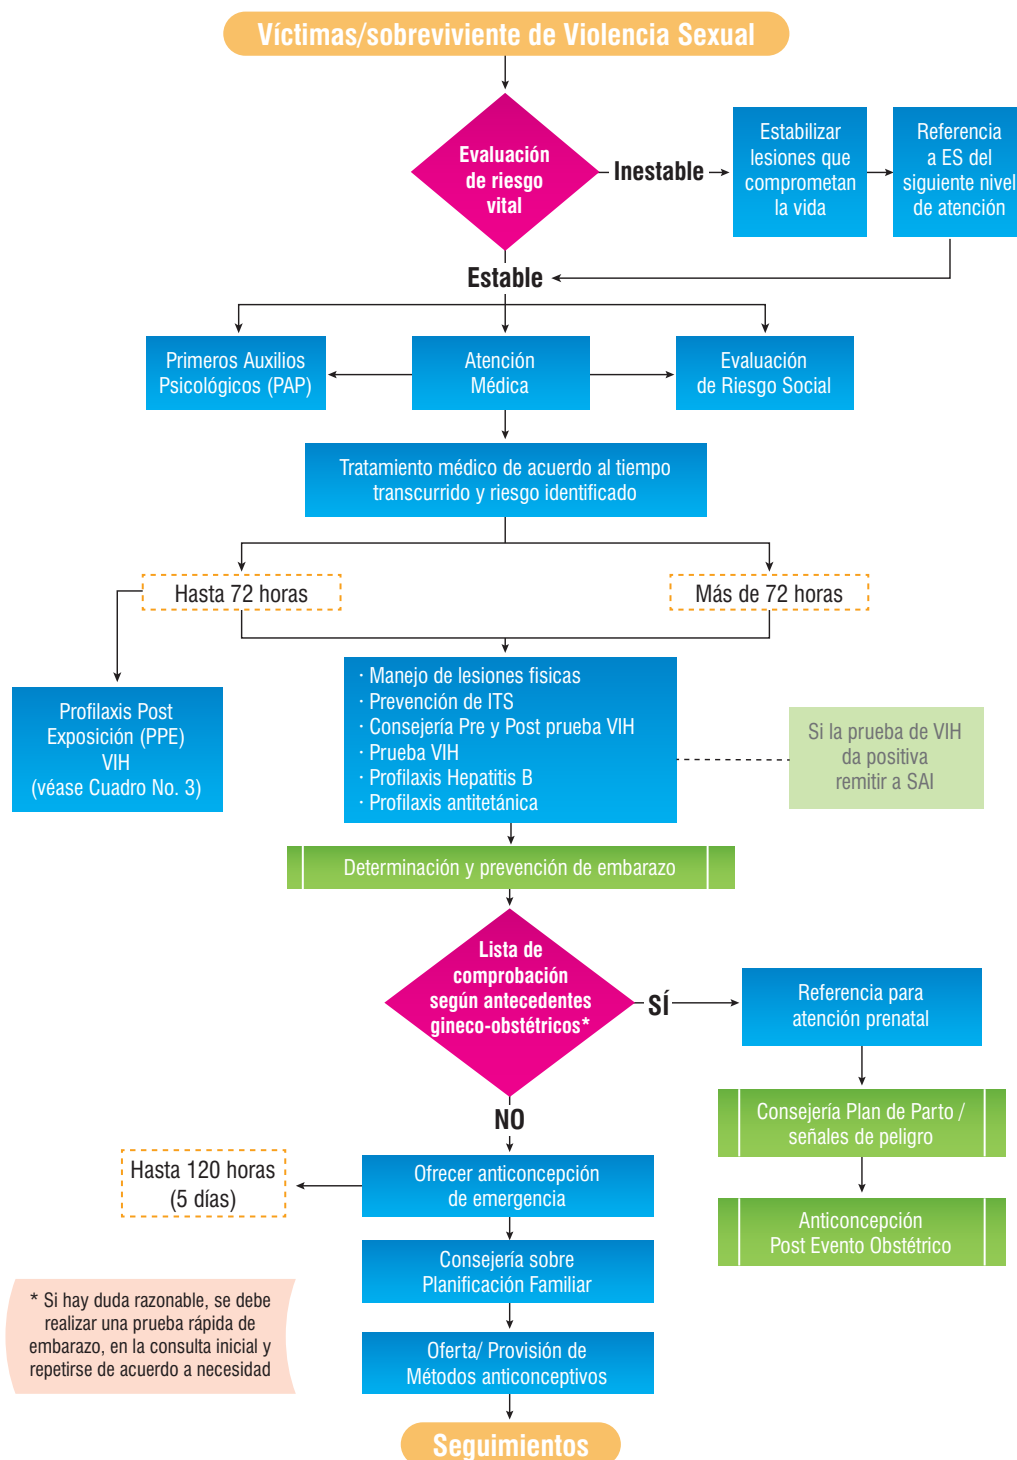 Víctimas/sobreviviente de Violencia Sexual
Evaluación
de riesgo
vital
Inestable
Estabilizar
lesiones que
comprometan
la vida
Referencia
a ES del
siguiente nivel
de atención
Estable
Primeros Auxilios
Psicológicos (PAP)
Atención
Médica
Evaluación
de Riesgo Social
Tratamiento médico de acuerdo al tiempo
transcurrido y riesgo identificado
Hasta 72 horas
Más de 72 horas
Profilaxis Post
Exposición (PPE)
VIH
(véase Cuadro No. 3)
· Manejo de lesiones fisicas
· Prevención de ITS
· Consejería Pre y Post prueba VIH
· Prueba VIH
· Profilaxis Hepatitis B
· Profilaxis antitetánica
Si la prueba de VIH
da positiva
remitir a SAI
Determinación y prevención de embarazo
Lista de
comprobación
según antecedentes
gineco-obstétricos*
SÍ
Referencia para
atención prenatal
Consejería Plan de Parto /
señales de peligro
Anticoncepción
Post Evento Obstétrico
NO
Hasta 120 horas
(5 días)
Ofrecer anticoncepción
de emergencia
Consejería sobre
Planificación Familiar
* Si hay duda razonable, se debe
realizar una prueba rápida de
embarazo, en la consulta inicial y
repetirse de acuerdo a necesidad
Oferta/ Provisión de
Métodos anticonceptivos
Seguimientos